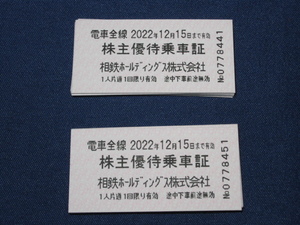 電車全線 2022年12月15日まで有効
株主優待乗車証
相鉄ホールディングス株式会社
1人片道1回限り有効 途中下車前途無効
No778441
電車全線 2022年12月15日まで有効
株主優待乗車証
相鉄ホールディングス株式会社
1人片道1回限り有効 途中下車前途無効
No778451